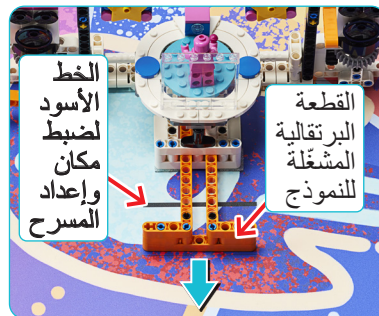 الخط
الأسود
لضبط
مكان
وإعداد
المسرح
القطعة
البرتقالية
المشغّلة
للنموذج